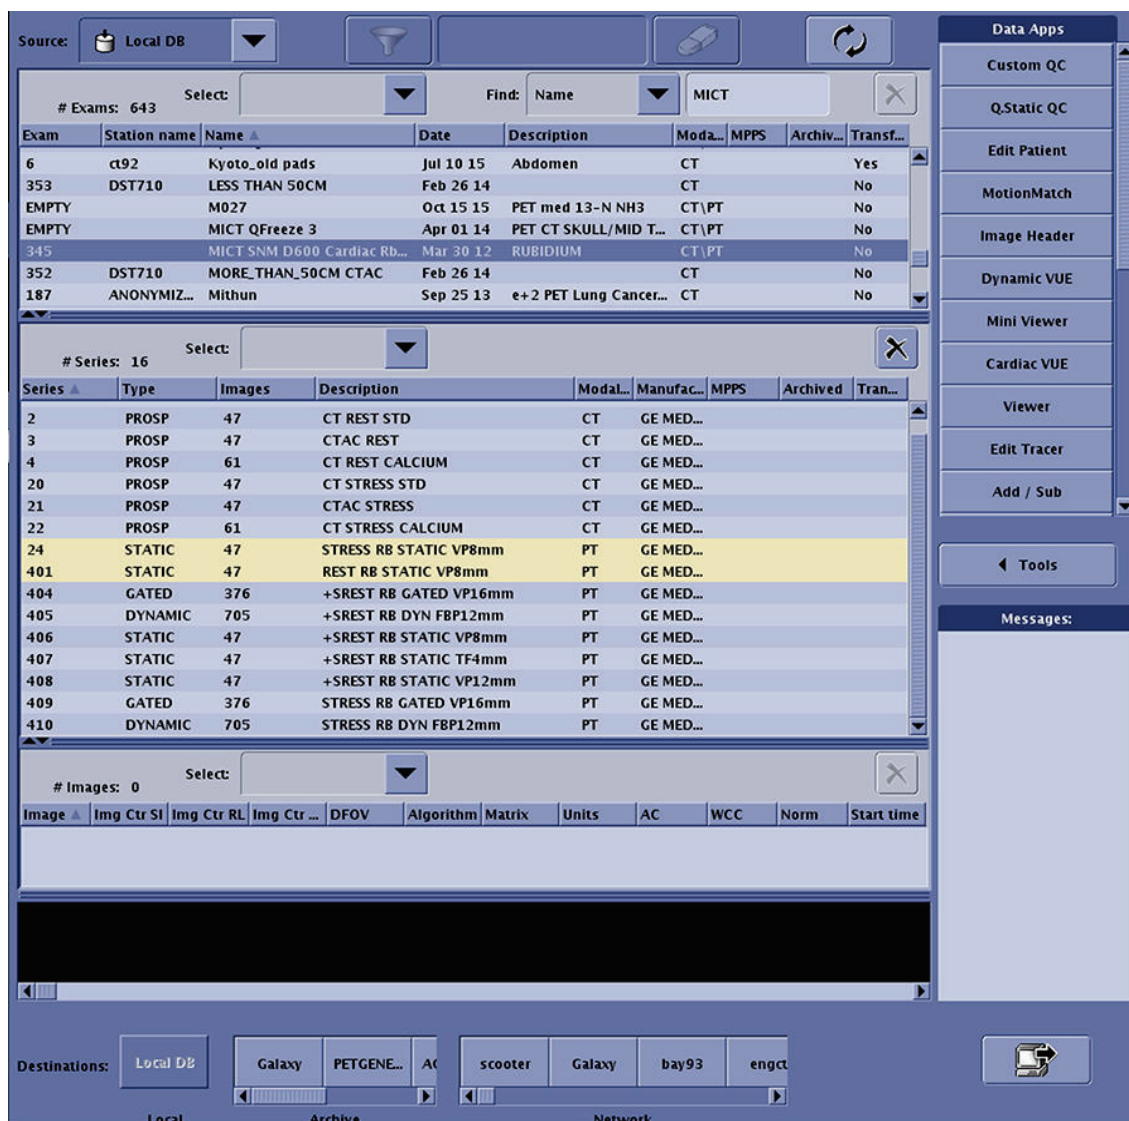 Source: Local DB
Select: Find: Name MICT
# Exams: 643
Exam Station name Name Date Description Moda... MPPS Archiv... Transf...
6 ct92 Kyoto_old pads Jul 10 15 Abdomen CT Yes
353 DST710 LESS THAN 50CM Feb 26 14 CT No
EMPTY M027 Oct 15 15 PET med 13-N NH3 CT\PT No
EMPTY MICT QFreeze 3 Apr 01 14 PET CT SKULL/MID T... CT\PT No
345 MICT SNM D600 Cardiac Rb... Mar 30 12 RUBIDIUM CT\PT No
352 DST710 MORE_THAN_50CM CTAC Feb 26 14 CT No
187 ANONYMIZ... Mithun Sep 25 13 e+2 PET Lung Cancer... CT No
Select:
# Series: 16
Series Type Images Description Modal... Manufac... MPPS Archived Tran...
2 PROSP 47 CT REST STD CT GE MED...
3 PROSP 47 CTAC REST CT GE MED...
4 PROSP 61 CT REST CALCIUM CT GE MED...
20 PROSP 47 CT STRESS STD CT GE MED...
21 PROSP 47 CTAC STRESS CT GE MED...
22 PROSP 61 CT STRESS CALCIUM CT GE MED...
24 STATIC 47 STRESS RB STATIC VP8mm PT GE MED...
401 STATIC 47 REST RB STATIC VP8mm PT GE MED...
404 GATED 376 +SREST RB GATED VP16mm PT GE MED...
405 DYNAMIC 705 +SREST RB DYN FBP12mm PT GE MED...
406 STATIC 47 +SREST RB STATIC VP8mm PT GE MED...
407 STATIC 47 +SREST RB STATIC TF4mm PT GE MED...
408 STATIC 47 +SREST RB STATIC VP12mm PT GE MED...
409 GATED 376 STRESS RB GATED VP16mm PT GE MED...
410 DYNAMIC 705 STRESS RB DYN FBP12mm PT GE MED...
Select:
# Images: 0
Image Img Ctr SI Img Ctr RL Img Ctr ... DFOV Algorithm Matrix Units AC WCC Norm Start time
Destinations: Local DB Galaxy PETGENE... scooter Galaxy bay93 engct
Local Archive Network
Data Apps
Custom QC
Q.Static QC
Edit Patient
MotionMatch
Image Header
Dynamic VUE
Mini Viewer
Cardiac VUE
Viewer
Edit Tracer
Add / Sub
Tools
Messages: